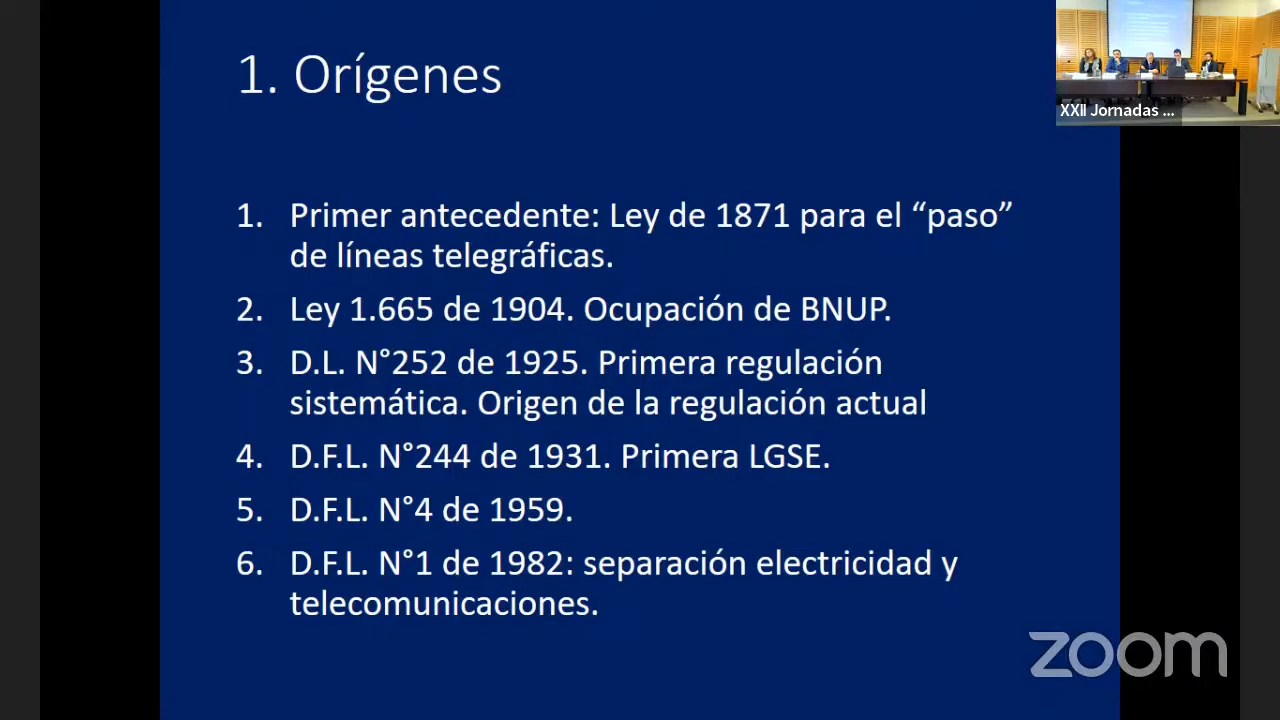 1. Orígenes
XXII Jornadas ...
1. Primer antecedente: Ley de 1871 para el “paso”
de líneas telegráficas.
2. Ley 1.665 de 1904. Ocupación de BNUP.
3. D.L. N°252 de 1925. Primera regulación
sistemática. Origen de la regulación actual
4. D.F.L. N°244 de 1931. Primera LGSE.
5. D.F.L. N°4 de 1959.
6. D.F.L. N°1 de 1982: separación electricidad y
telecomunicaciones.
zoom